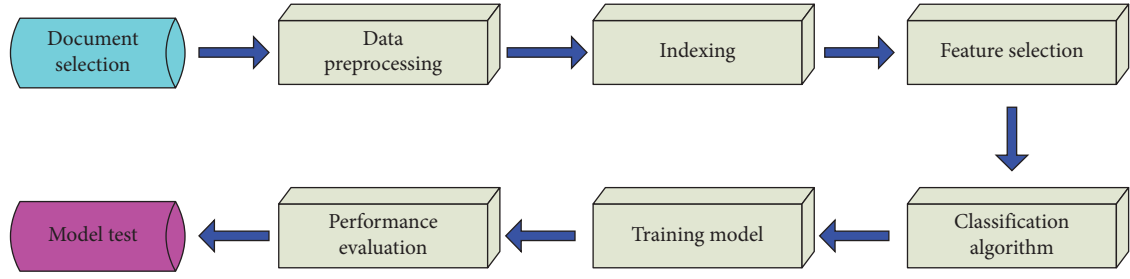 Document
selection
Data
preprocessing
Indexing
Feature selection
Model test
Performance
evaluation
Training model
Classification
algorithm